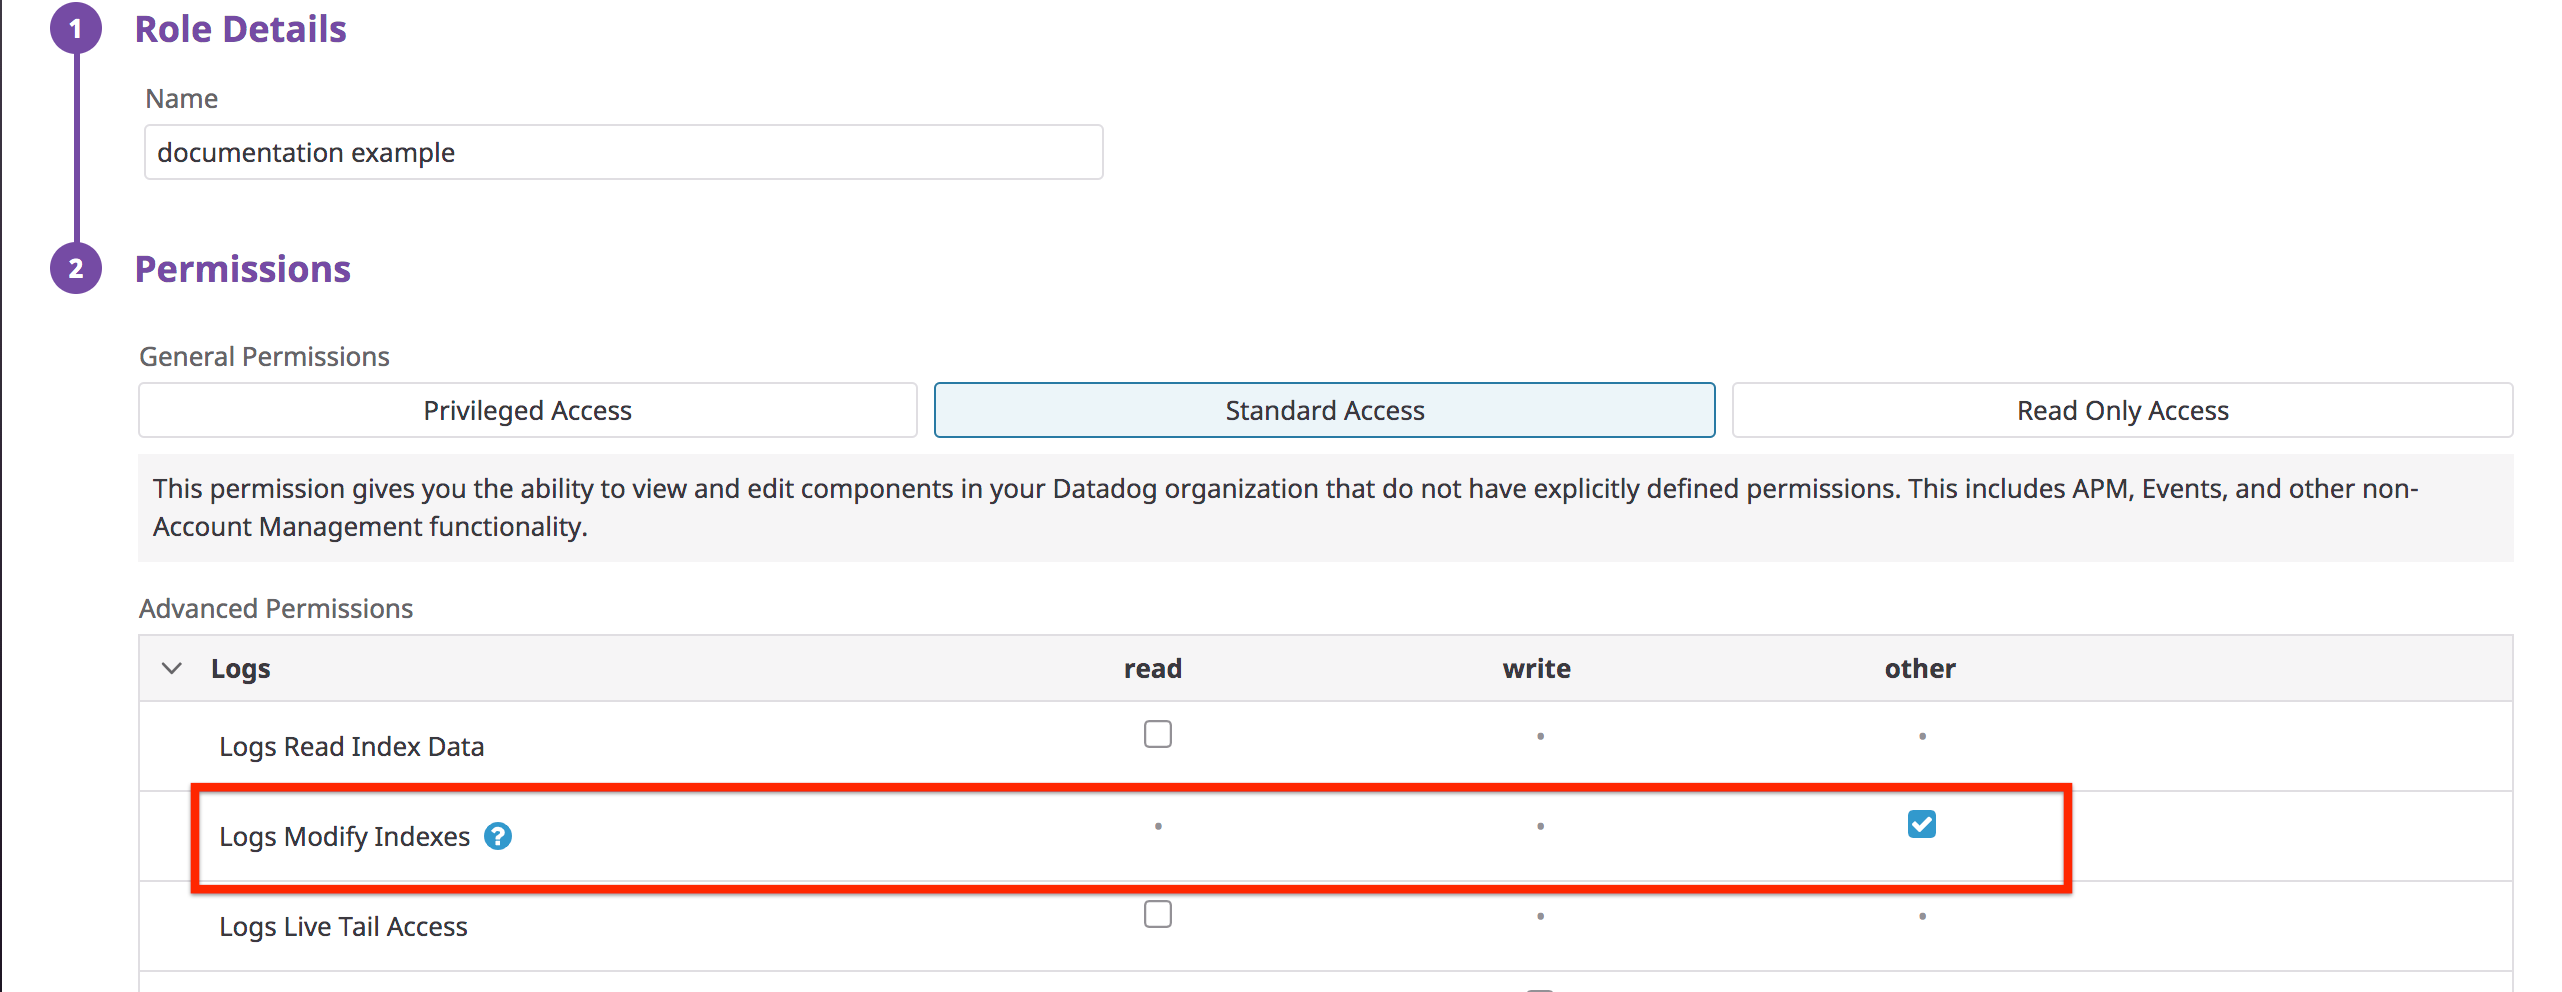 1 Role Details
Name
documentation example
2 Permissions
General Permissions
Privileged Access Standard Access Read Only Access
This permission gives you the ability to view and edit components in your Datadog organization that do not have explicitly defined permissions. This includes APM, Events, and other non-
Account Management functionality.
Advanced Permissions
Logs read write other
Logs Read Index Data
Logs Modify Indexes ?
Logs Live Tail Access